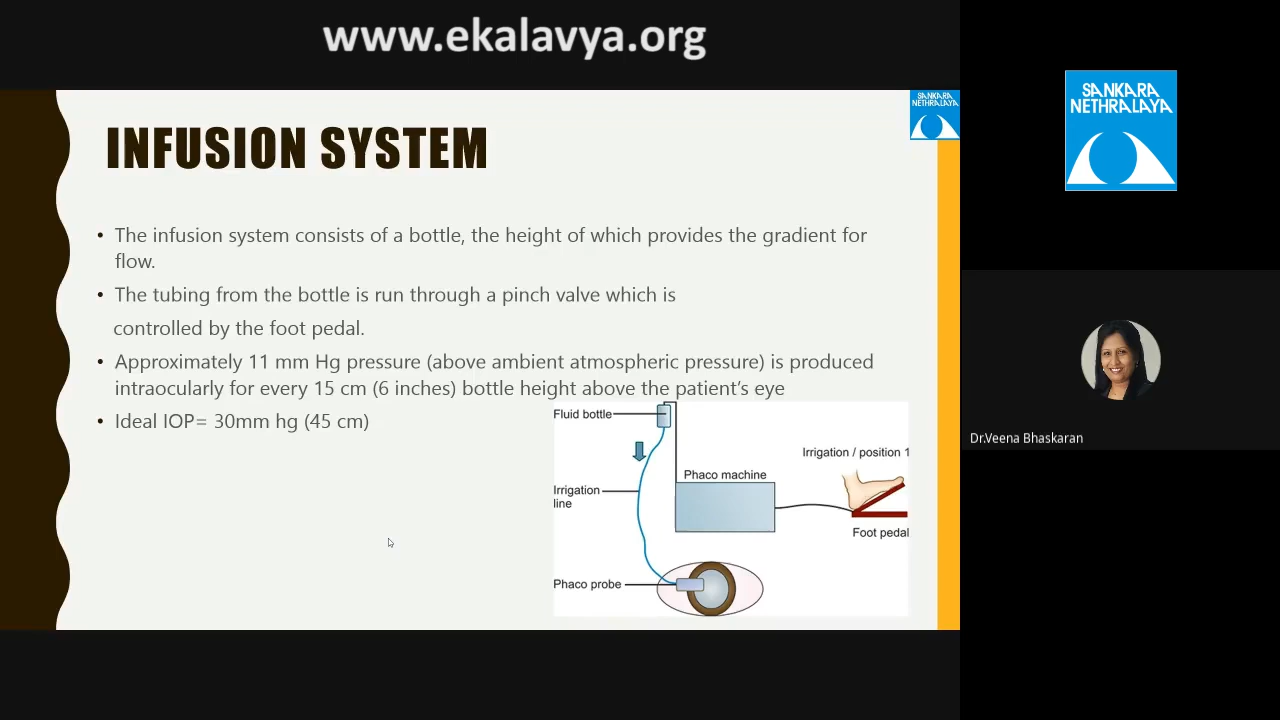 www.ekalavya.org
SANKARA
NETHRALAYA
INFUSION SYSTEM
• The infusion system consists of a bottle, the height of which provides the gradient for
flow.
• The tubing from the bottle is run through a pinch valve which is
controlled by the foot pedal.
• Approximately 11 mm Hg pressure (above ambient atmospheric pressure) is produced
intraocularly for every 15 cm (6 inches) bottle height above the patient's eye
• Ideal IOP= 30mm hg (45 cm)
Fluid bottle
Irrigation / position 1
Phaco machine
Irrigation
line
Foot pedal
Phaco probe
SANKARA
NETHRALAYA
Dr.Veena Bhaskaran